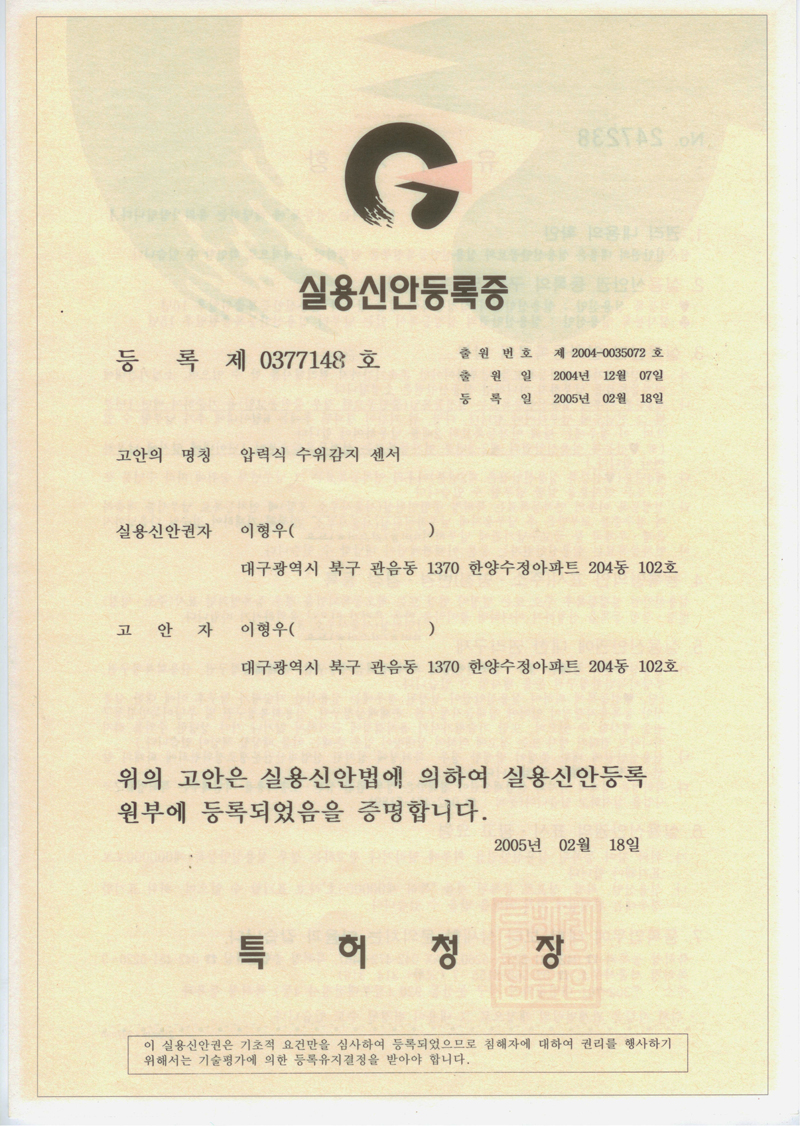 실용신안등록증
등 록 제 0377148 호
출 원 번 호 제 2004-0035072 호
출 원 일 2004년 12월 07일
등 록 일 2005년 02월 18일
고안의 명칭 압력식 수위감지 센서
실용신안권자 이형우( )
대구광역시 북구 관음동 1370 한양수정아파트 204동 102호
고 안 자 이형우( )
대구광역시 북구 관음동 1370 한양수정아파트 204동 102호
위의 고안은 실용신안법에 의하여 실용신안등록
원부에 등록되었음을 증명합니다.
2005년 02월 18일
특 허 청 장
이 실용신안권은 기초적 요건만을 심사하여 등록되었으므로 침해자에 대하여 권리를 행사하기
위해서는 기술평가에 의한 등록유지결정을 받아야 합니다.